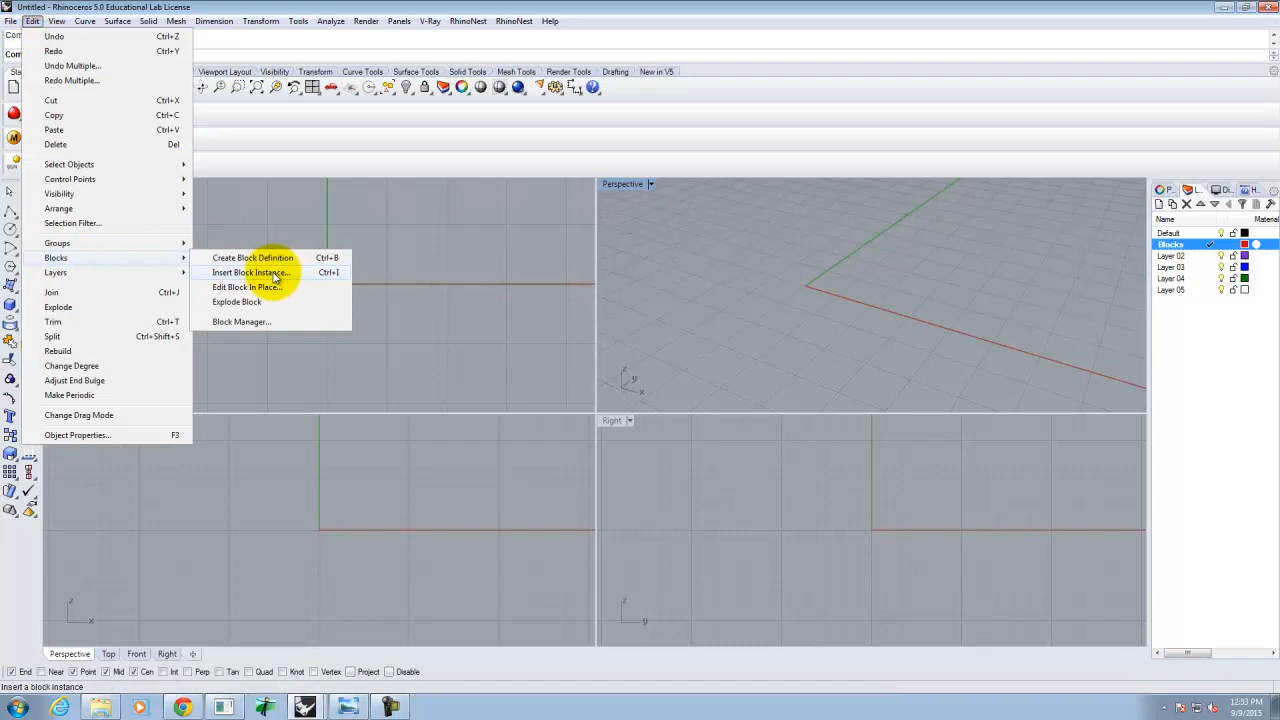 Untitled - Rhinoceros 5.0 Educational Lab License
File Edit View Curve Surface Solid Mesh Dimension Transform Tools Analyze Render Panels V-Ray RhinoNest RhinoNest Help
Com
Com
Sta Viewport Layout Visibility Transform Curve Tools Surface Tools Solid Tools Mesh Tools Render Tools Drafting New in V5
Undo Ctrl+Z
Redo Ctrl+Y
Undo Multiple...
Redo Multiple...
Cut Ctrl+X
Copy Ctrl+C
Paste Ctrl+V
Delete Del
Select Objects
Control Points
Visibility
Arrange
Selection Filter...
Groups
Blocks
Layers
Join Ctrl+J
Explode
Trim Ctrl+T
Split Ctrl+Shift+S
Rebuild
Change Degree
Adjust End Bulge
Make Periodic
Change Drag Mode
Object Properties... F3
Create Block Definition Ctrl+B
Insert Block Instance... Ctrl+I
Edit Block In Place...
Explode Block
Block Manager...
Perspective
z
y
x
Right
z
x
z
y
P... L... Di... H...
Name Material
Default
Blocks
Layer 02
Layer 03
Layer 04
Layer 05
Perspective Top Front Right
End Near Point Mid Cen Int Perp Tan Quad Knot Vertex Project Disable
Insert a block instance
12:53 PM
9/9/2015